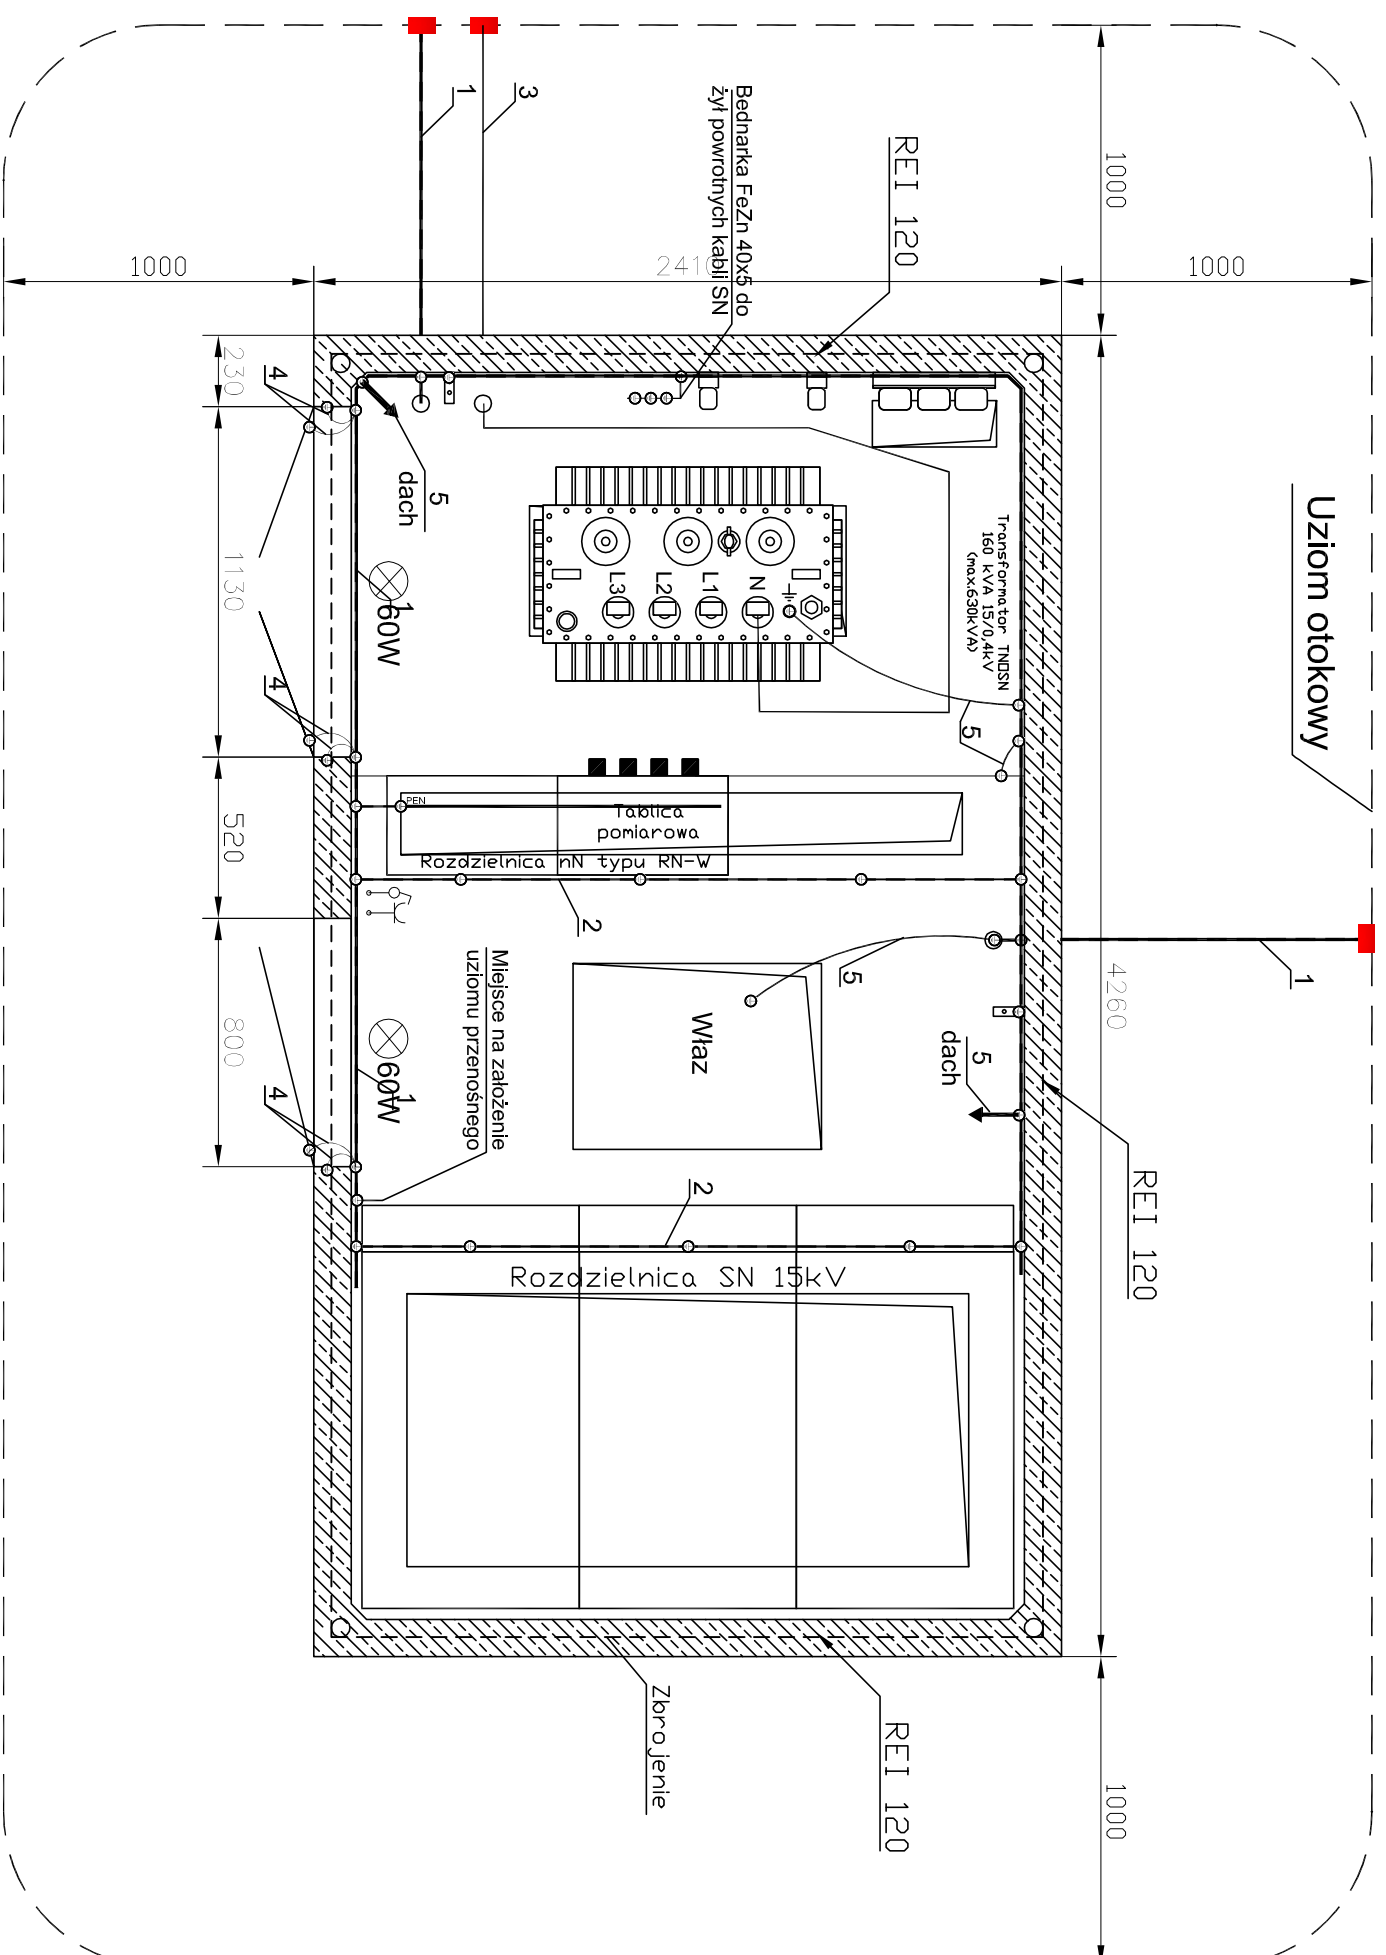 1
3
Bednarka FeZn 40x5 do
żył powrotnych kabli SN
REI 120
1000
1000
2410
1000
230
4
5
dach
1130
Uziom otokowy
Transformator TNOSN
160 kVA 15/0,4kV
(max.630kVA)
L3
L2
L1
N
1
60W
4
5
PEN
Tablica
pomiarowa
Rozdzielnica nN typu RN-W
520
2
5
1
4260
Miejsce na założenie
uziomu przenośnego
Właz
5
dach
800
1
60W
4
2
REI 120
Rozdzielnica SN 15kV
Zbrojenie
REI 120
1000